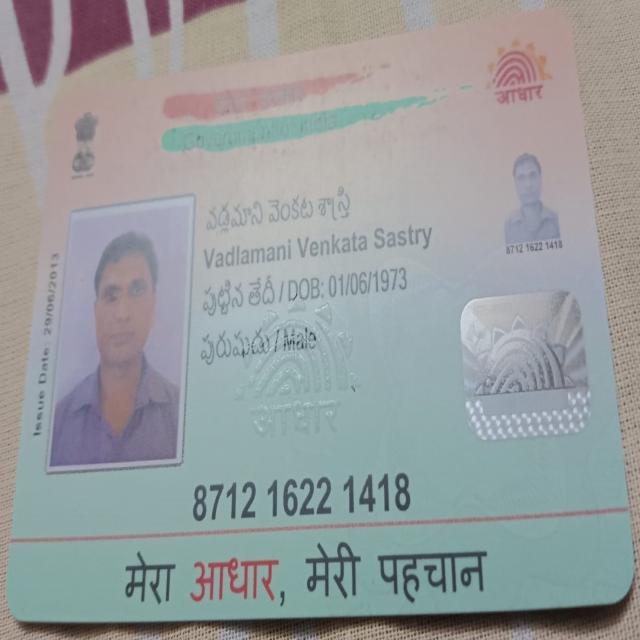 आधार
వడ్లమాని వెంకట శాస్త్రి
Vadlamani Venkata Sastry
పుట్టిన తేదీ / DOB: 01/06/1973
పురుషుడు / Male
8712 1622 1418
Issue Date: 29/06/2013
आधार
8712 1622 1418
मेरा आधार, मेरी पहचान